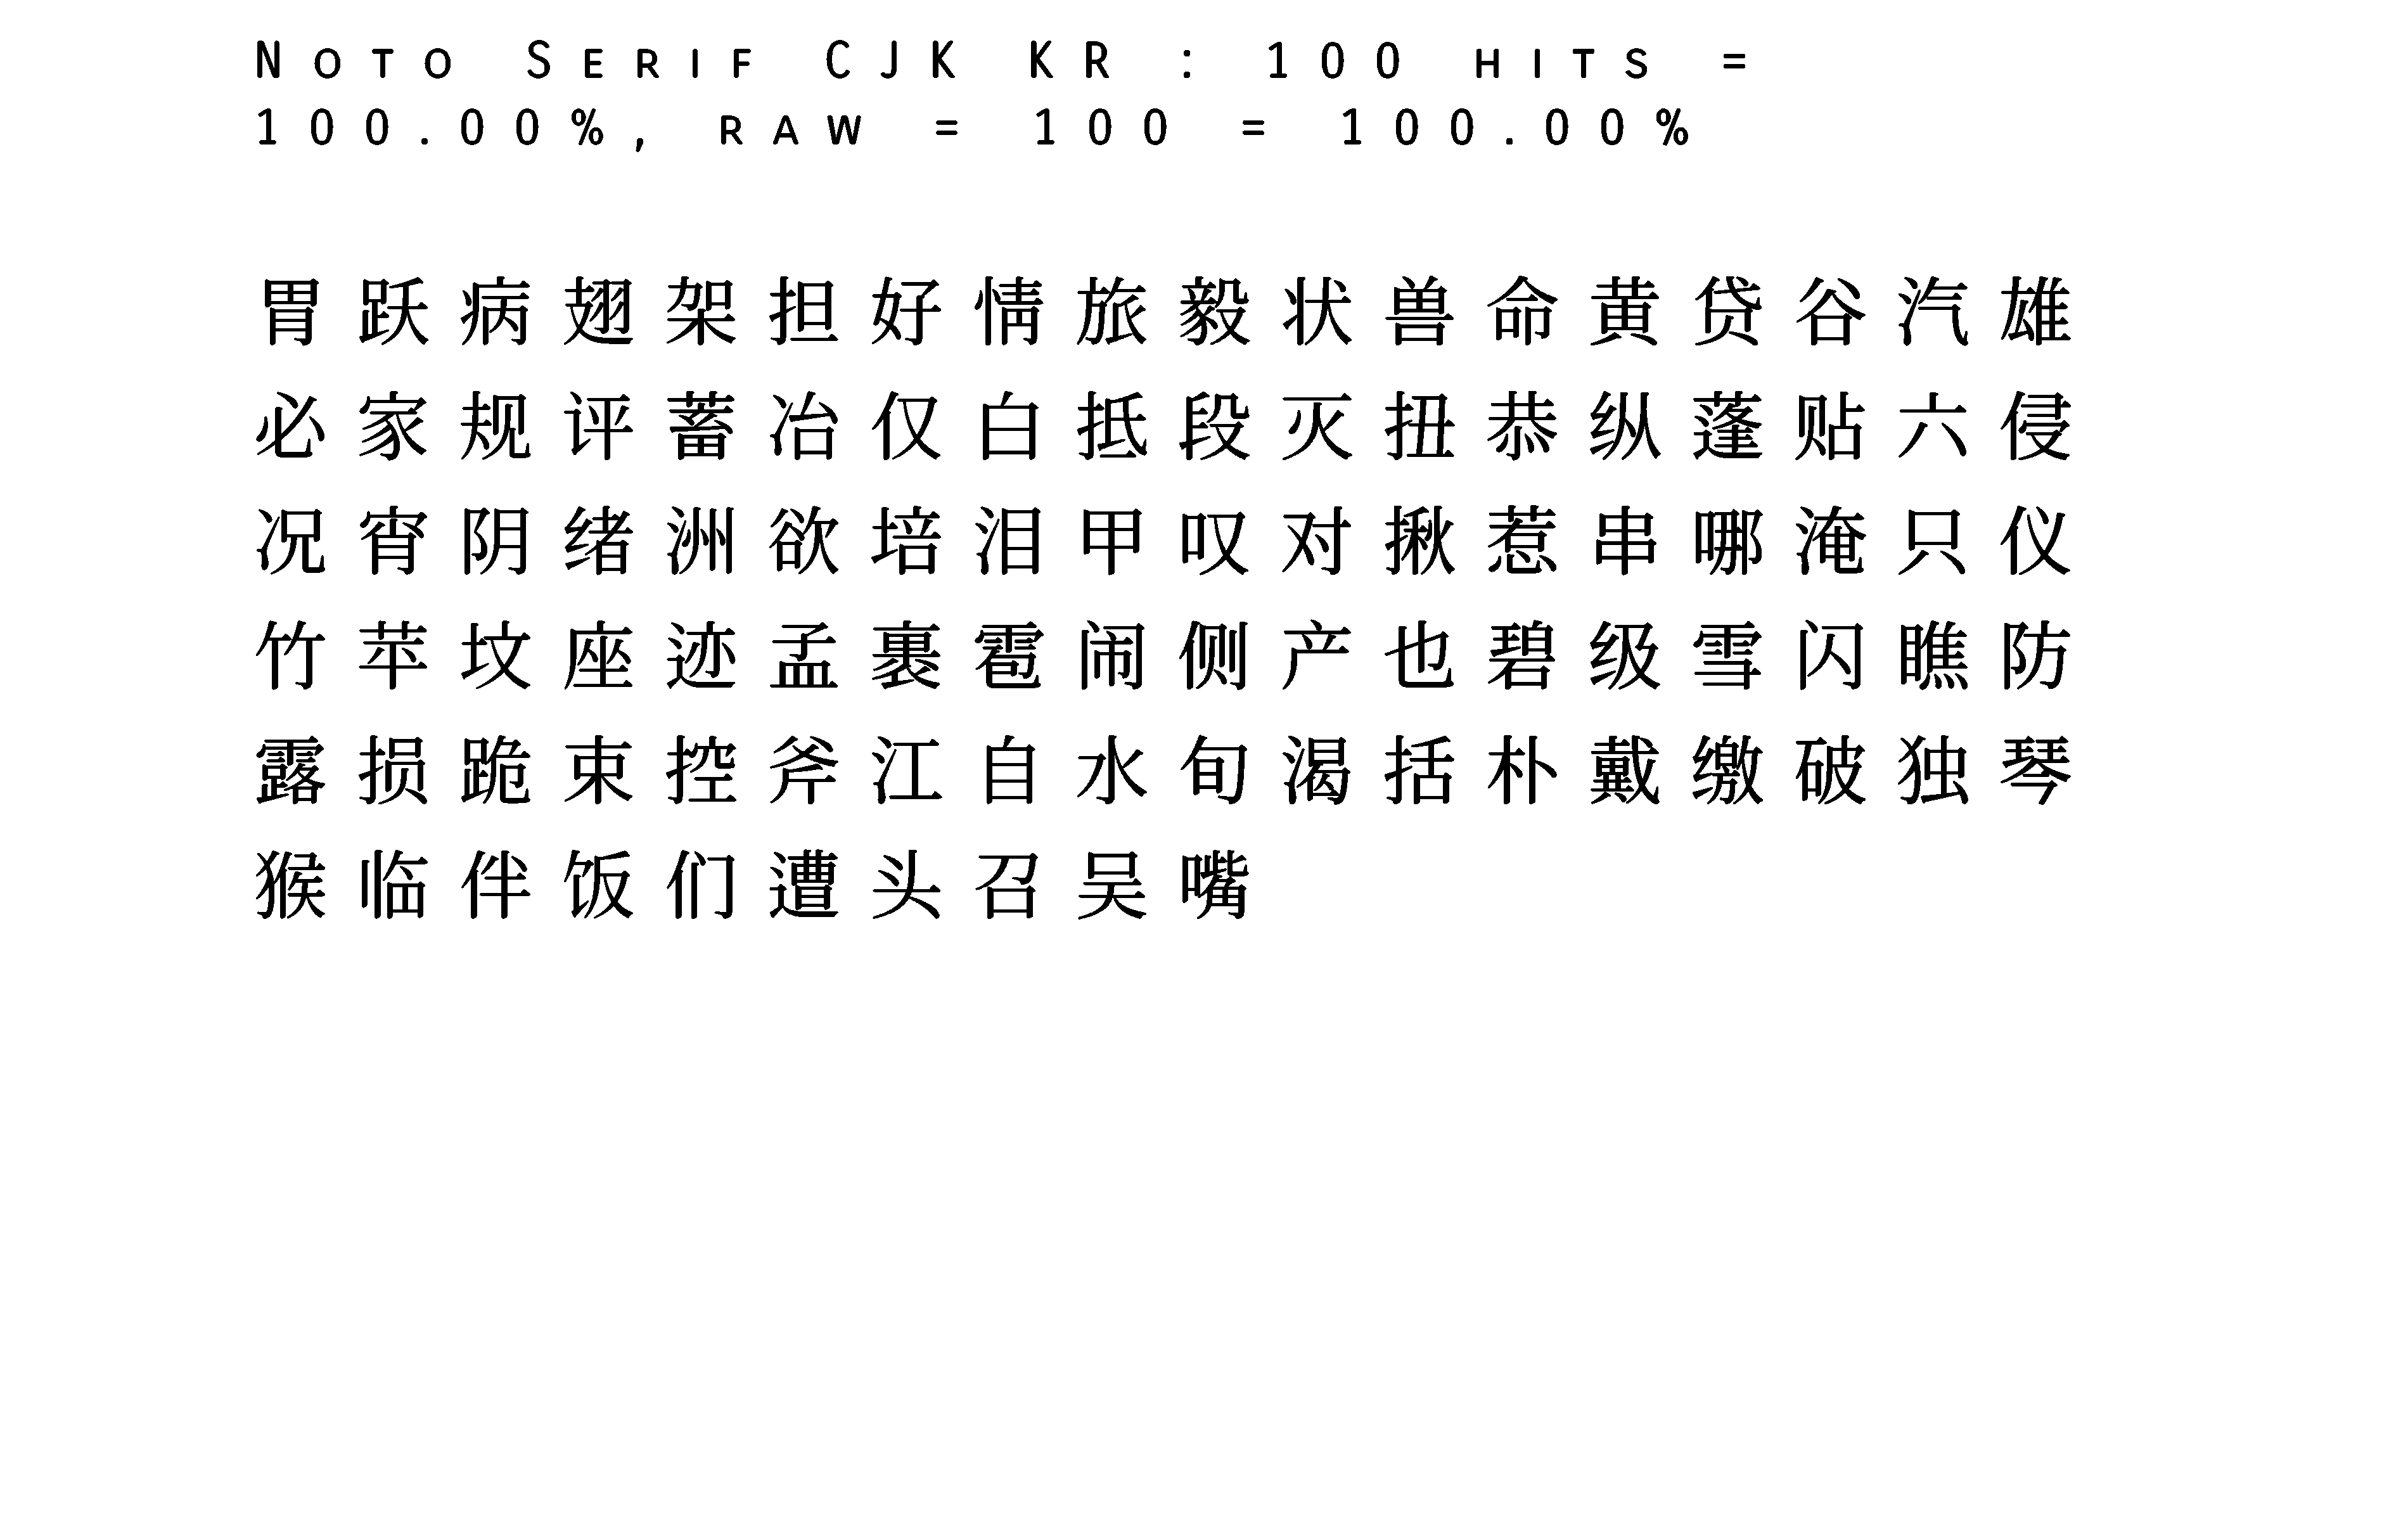 Noto Serif CJK KR : 100 hits =
100.00%, raw = 100 = 100.00%
胃跃病翅架担好情旅毅状兽命黄贷谷汽雄
必家规评蓄冶仅白抵段灭扭恭纵蓬贴六侵
况宵阴绪洲欲培泪甲叹对揪惹串哪淹只仪
竹苹坟座迹孟裹雹闹侧产也碧级雪闪瞧防
露损跪束控斧江自水旬渴括朴戴缴破独琴
猴临伴饭们遭头召吴嘴